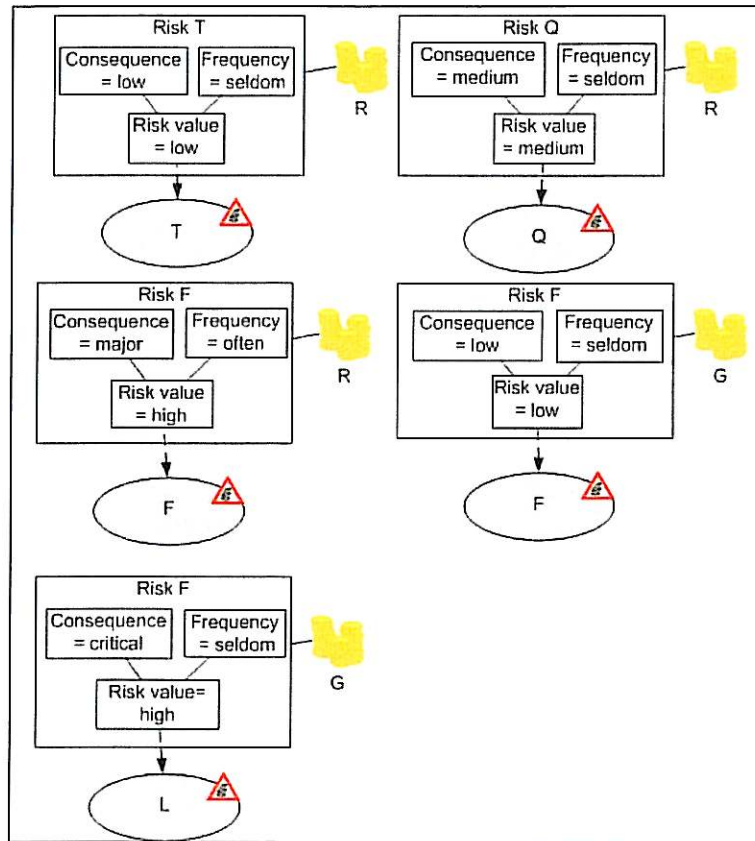 Risk T
Consequence
= low
Frequency
= seldom
Risk value
= low
R
T
Risk Q
Consequence
= medium
Frequency
= seldom
Risk value
= medium
R
Q
Risk F
Consequence
= major
Frequency
= often
Risk value
= high
R
F
Risk F
Consequence
= low
Frequency
= seldom
Risk value
= low
G
F
Risk F
Consequence
= critical
Frequency
= seldom
Risk value=
high
G
L